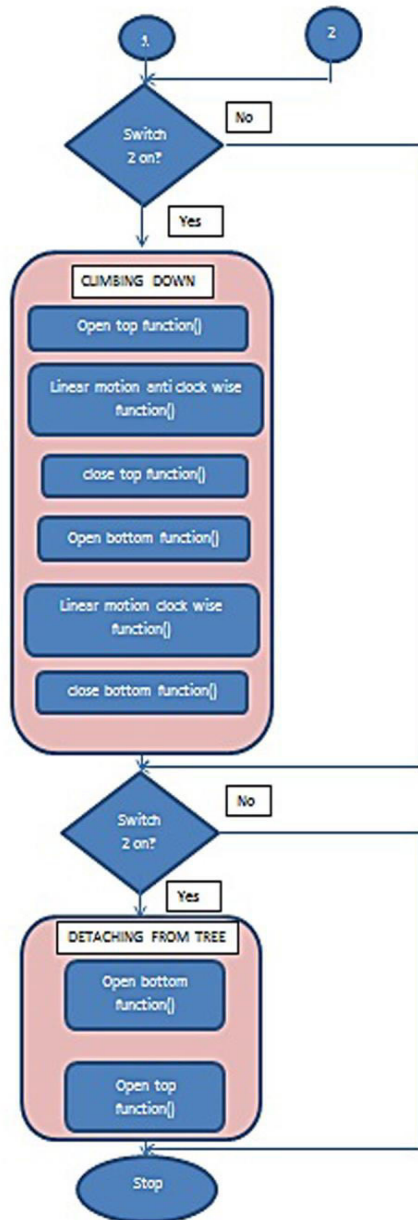 1
2
Switch
2 on?
No
Yes
CLIMBING DOWN
Open top function()
Linear motion anti clock wise
function()
close top function()
Open bottom function()
Linear motion clock wise
function()
close bottom function()
Switch
2 on?
No
Yes
DETACHING FROM TREE
Open bottom
function()
Open top
function()
Stop